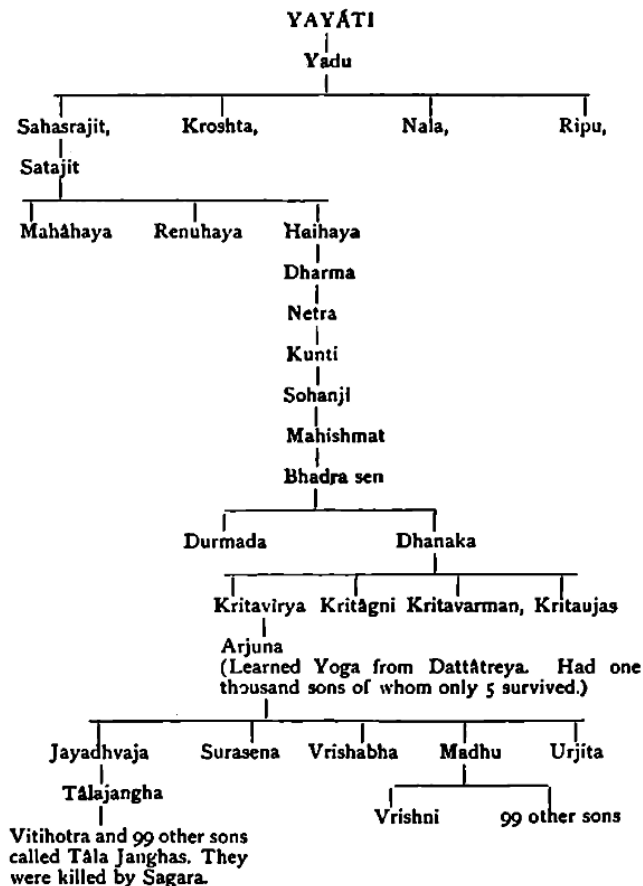 YAYÁTI
Yadu
Sahasrajit, Kroshta, Nala, Ripu,
Satajit
Mahâhaya Renuhaya Haihaya
Dharma
Netra
Kunti
Sohanji
Mahishmat
Bhadra sen
Durmada Dhanaka
Kritavîrya Kritâgni Kritavarman, Kritaujas
Arjuna
(Learned Yoga from Dattâtreya. Had one
thousand sons of whom only 5 survived.)
Jayadhvaja Surasena Vrishabha Madhu Urjita
Tâlajangha
Vrishni 99 other sons
Vitihotra and 99 other sons
called Tâla Janghas. They
were killed by Sagara.